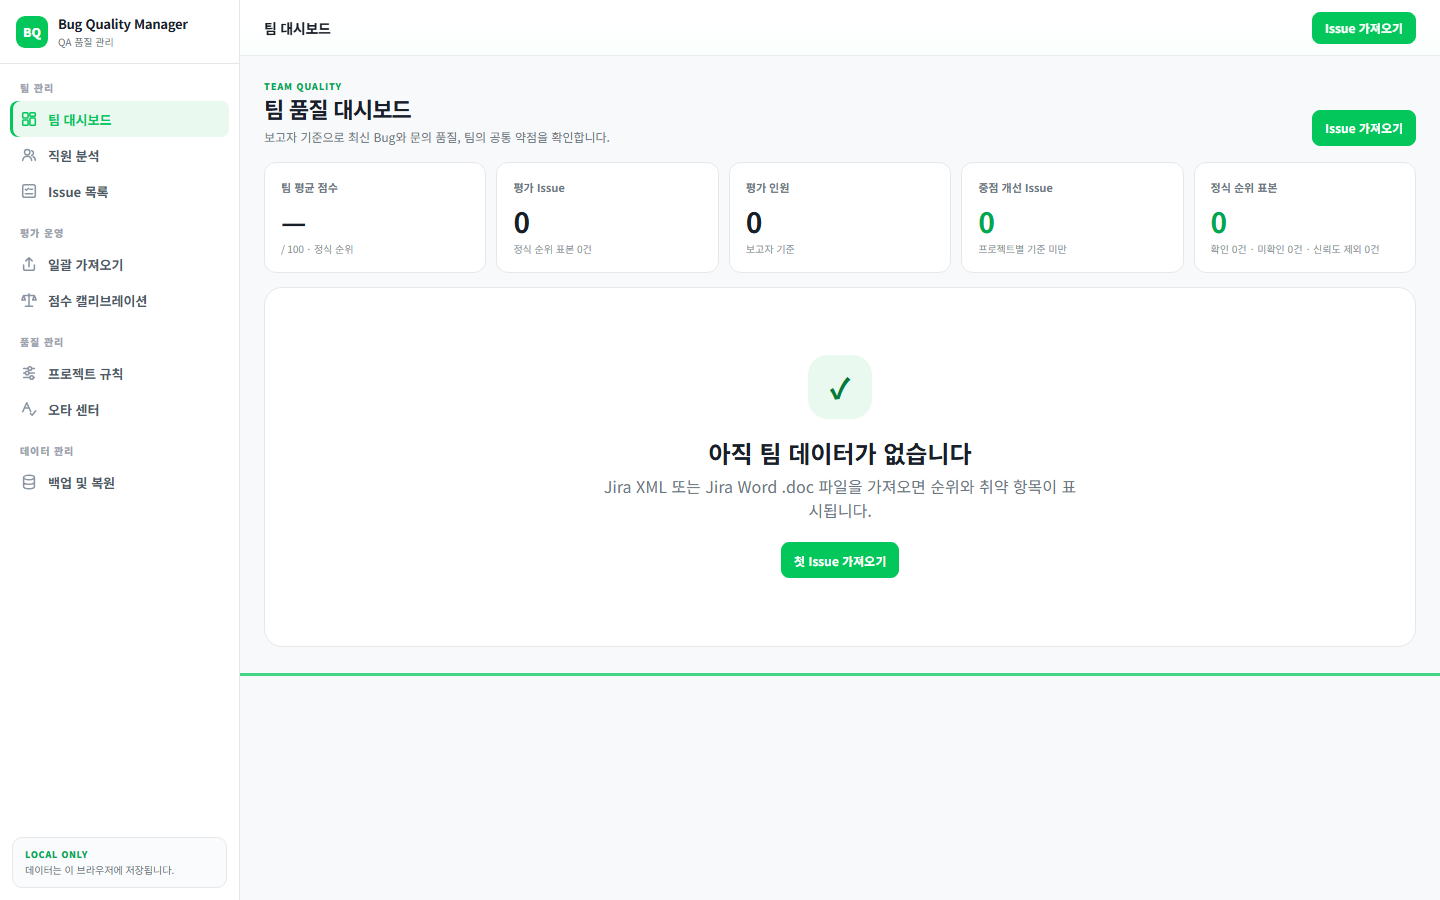 BQ
Bug Quality Manager
QA 품질 관리
팀 관리
팀 대시보드
직원 분석
Issue 목록
평가 운영
일괄 가져오기
점수 캘리브레이션
품질 관리
프로젝트 규칙
오타 센터
데이터 관리
백업 및 복원
LOCAL ONLY
데이터는 이 브라우저에 저장됩니다.
팀 대시보드
Issue 가져오기
TEAM QUALITY
팀 품질 대시보드
보고자 기준으로 최신 Bug와 문의 품질, 팀의 공통 약점을 확인합니다.
Issue 가져오기
팀 평균 점수
—
/ 100 · 정식 순위
평가 Issue
0
정식 순위 표본 0건
평가 인원
0
보고자 기준
중점 개선 Issue
0
프로젝트별 기준 미만
정식 순위 표본
0
확인 0건 · 미확인 0건 · 신뢰도 제외 0건
아직 팀 데이터가 없습니다
Jira XML 또는 Jira Word .doc 파일을 가져오면 순위와 취약 항목이 표
시됩니다.
첫 Issue 가져오기